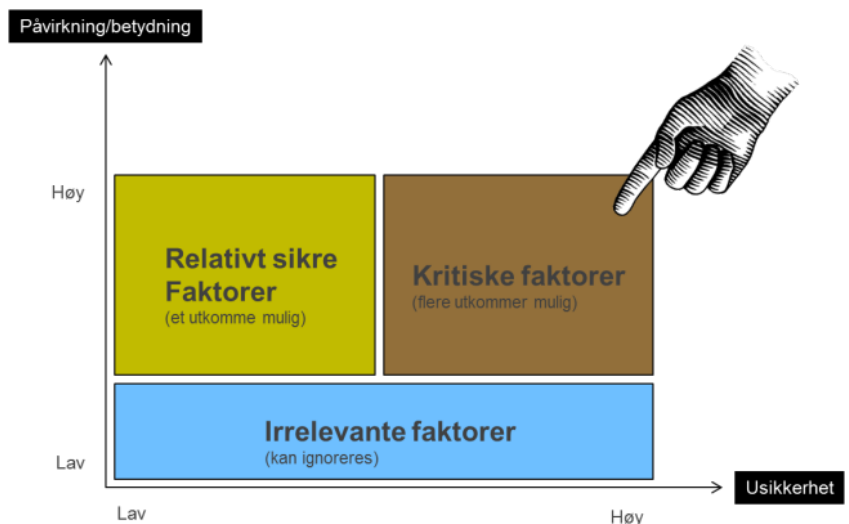 Påvirkning/betydning
Høy
Relativt sikre
Faktorer
(et utkomme mulig)
Kritiske faktorer
(flere utkommer mulig)
Irrelevante faktorer
(kan ignoreres)
Lav
Usikkerhet
Lav
Høy